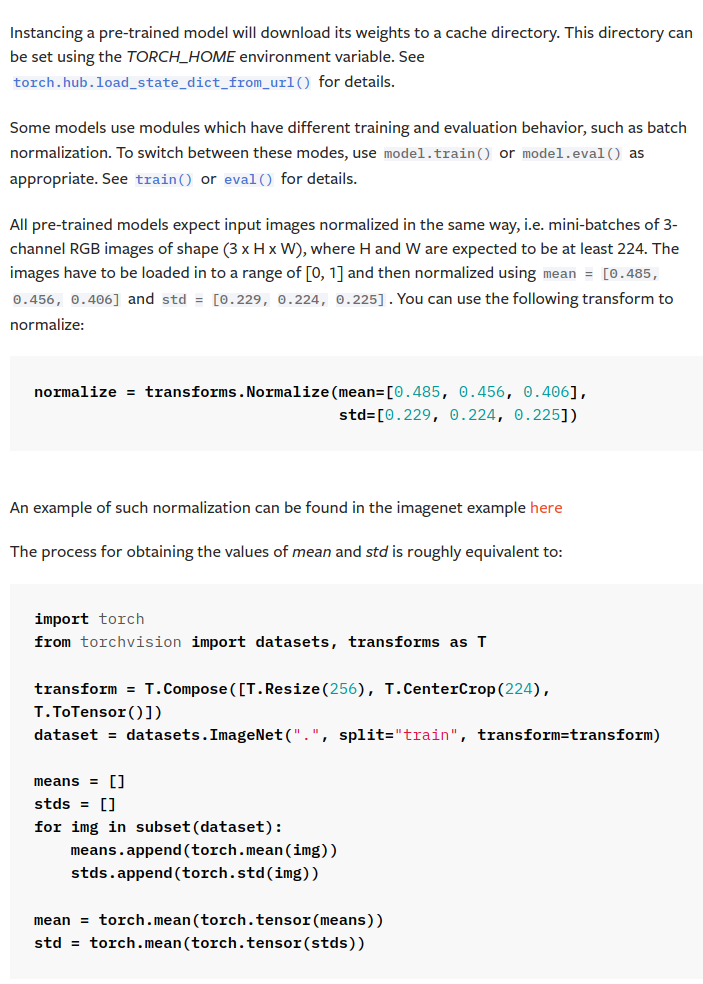 Instancing a pre-trained model will download its weights to a cache directory. This directory can
be set using the TORCH_HOME environment variable. See
torch.hub.load_state_dict_from_url() for details.
Some models use modules which have different training and evaluation behavior, such as batch
normalization. To switch between these modes, use model.train() or model.eval() as
appropriate. See train() or eval() for details.
All pre-trained models expect input images normalized in the same way, i.e. mini-batches of 3-
channel RGB images of shape (3 x H x W), where H and W are expected to be at least 224. The
images have to be loaded in to a range of [0, 1] and then normalized using mean = [0.485,
0.456, 0.406] and std = [0.229, 0.224, 0.225]. You can use the following transform to
normalize:
normalize = transforms.Normalize(mean=[0.485, 0.456, 0.406],
                                 std=[0.229, 0.224, 0.225])
An example of such normalization can be found in the imagenet example here
The process for obtaining the values of mean and std is roughly equivalent to:
import torch
from torchvision import datasets, transforms as T
transform = T.Compose([T.Resize(256), T.CenterCrop(224),
T.ToTensor()])
dataset = datasets.ImageNet(".", split="train", transform=transform)
means = []
stds = []
for img in subset(dataset):
    means.append(torch.mean(img))
    stds.append(torch.std(img))
mean = torch.mean(torch.tensor(means))
std = torch.mean(torch.tensor(stds))